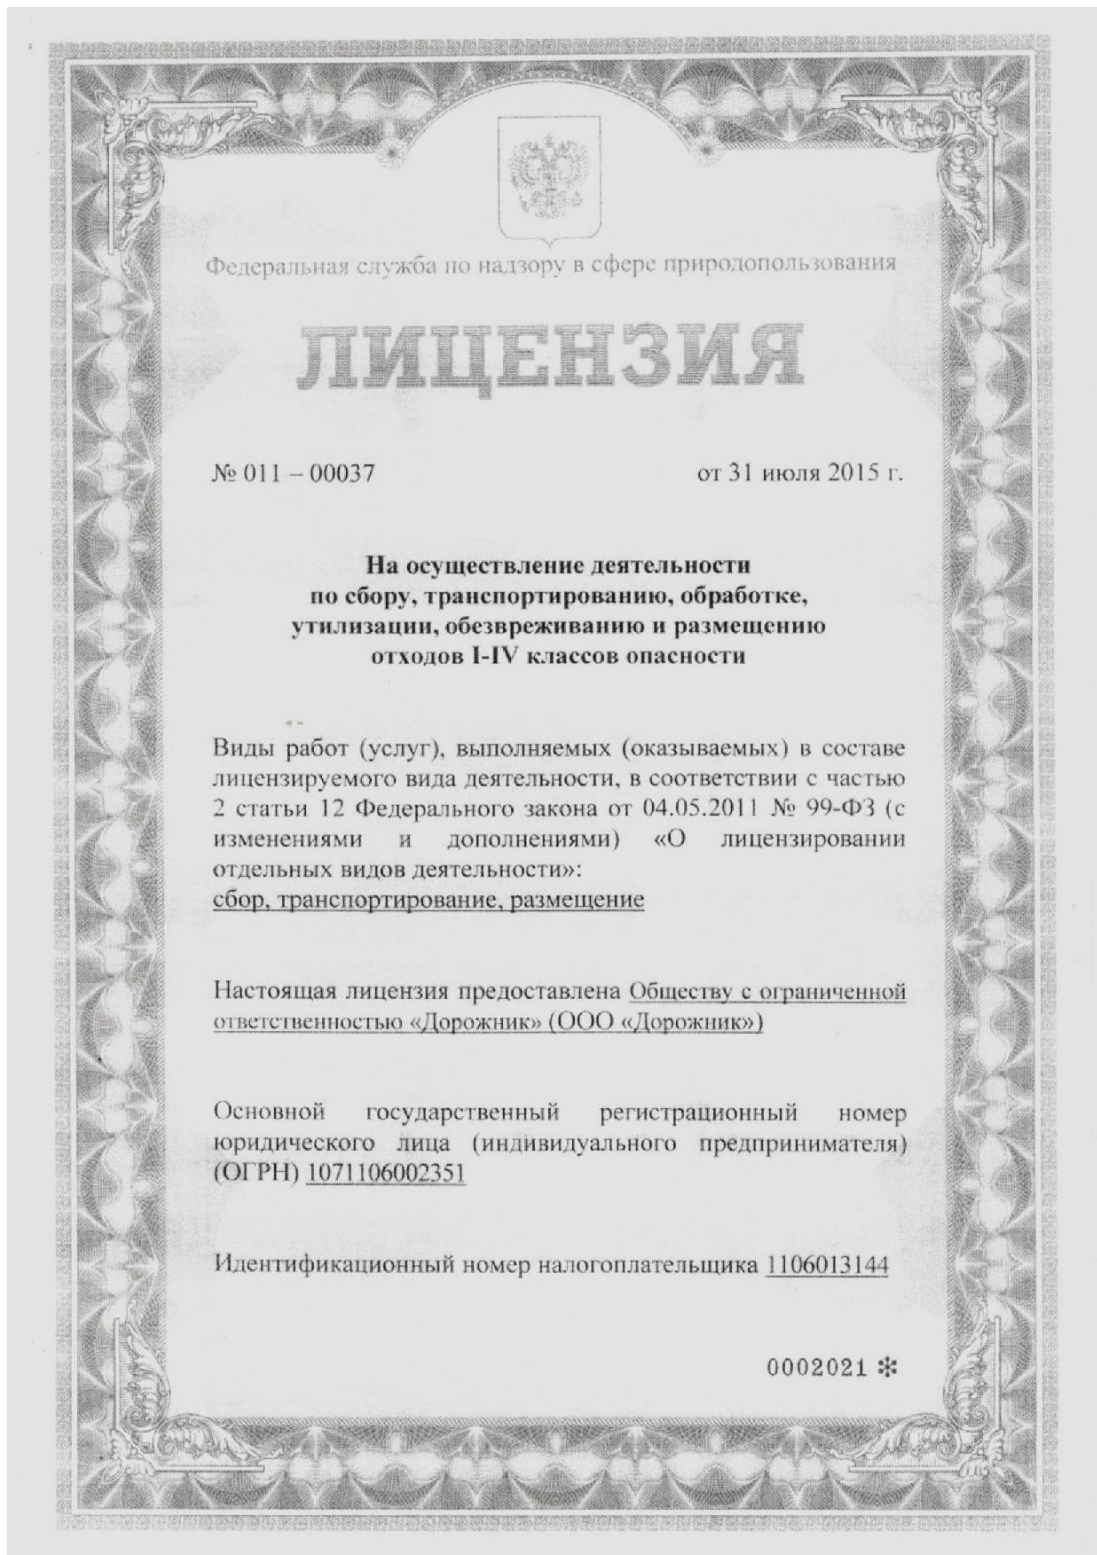 Федеральная служба по надзору в сфере природопользования
ЛИЦЕНЗИЯ
№ 011 – 00037 от 31 июля 2015 г.
На осуществление деятельности
по сбору, транспортированию, обработке,
утилизации, обезвреживанию и размещению
отходов I-IV классов опасности
Виды работ (услуг), выполняемых (оказываемых) в составе
лицензируемого вида деятельности, в соответствии с частью
2 статьи 12 Федерального закона от 04.05.2011 № 99-ФЗ (с
изменениями и дополнениями) «О лицензировании
отдельных видов деятельности»:
сбор, транспортирование, размещение
Настоящая лицензия предоставлена Обществу с ограниченной
ответственностью «Дорожник» (ООО «Дорожник»)
Основной государственный регистрационный номер
юридического лица (индивидуального предпринимателя)
(ОГРН) 1071106002351
Идентификационный номер налогоплательщика 1106013144
0002021 ✻